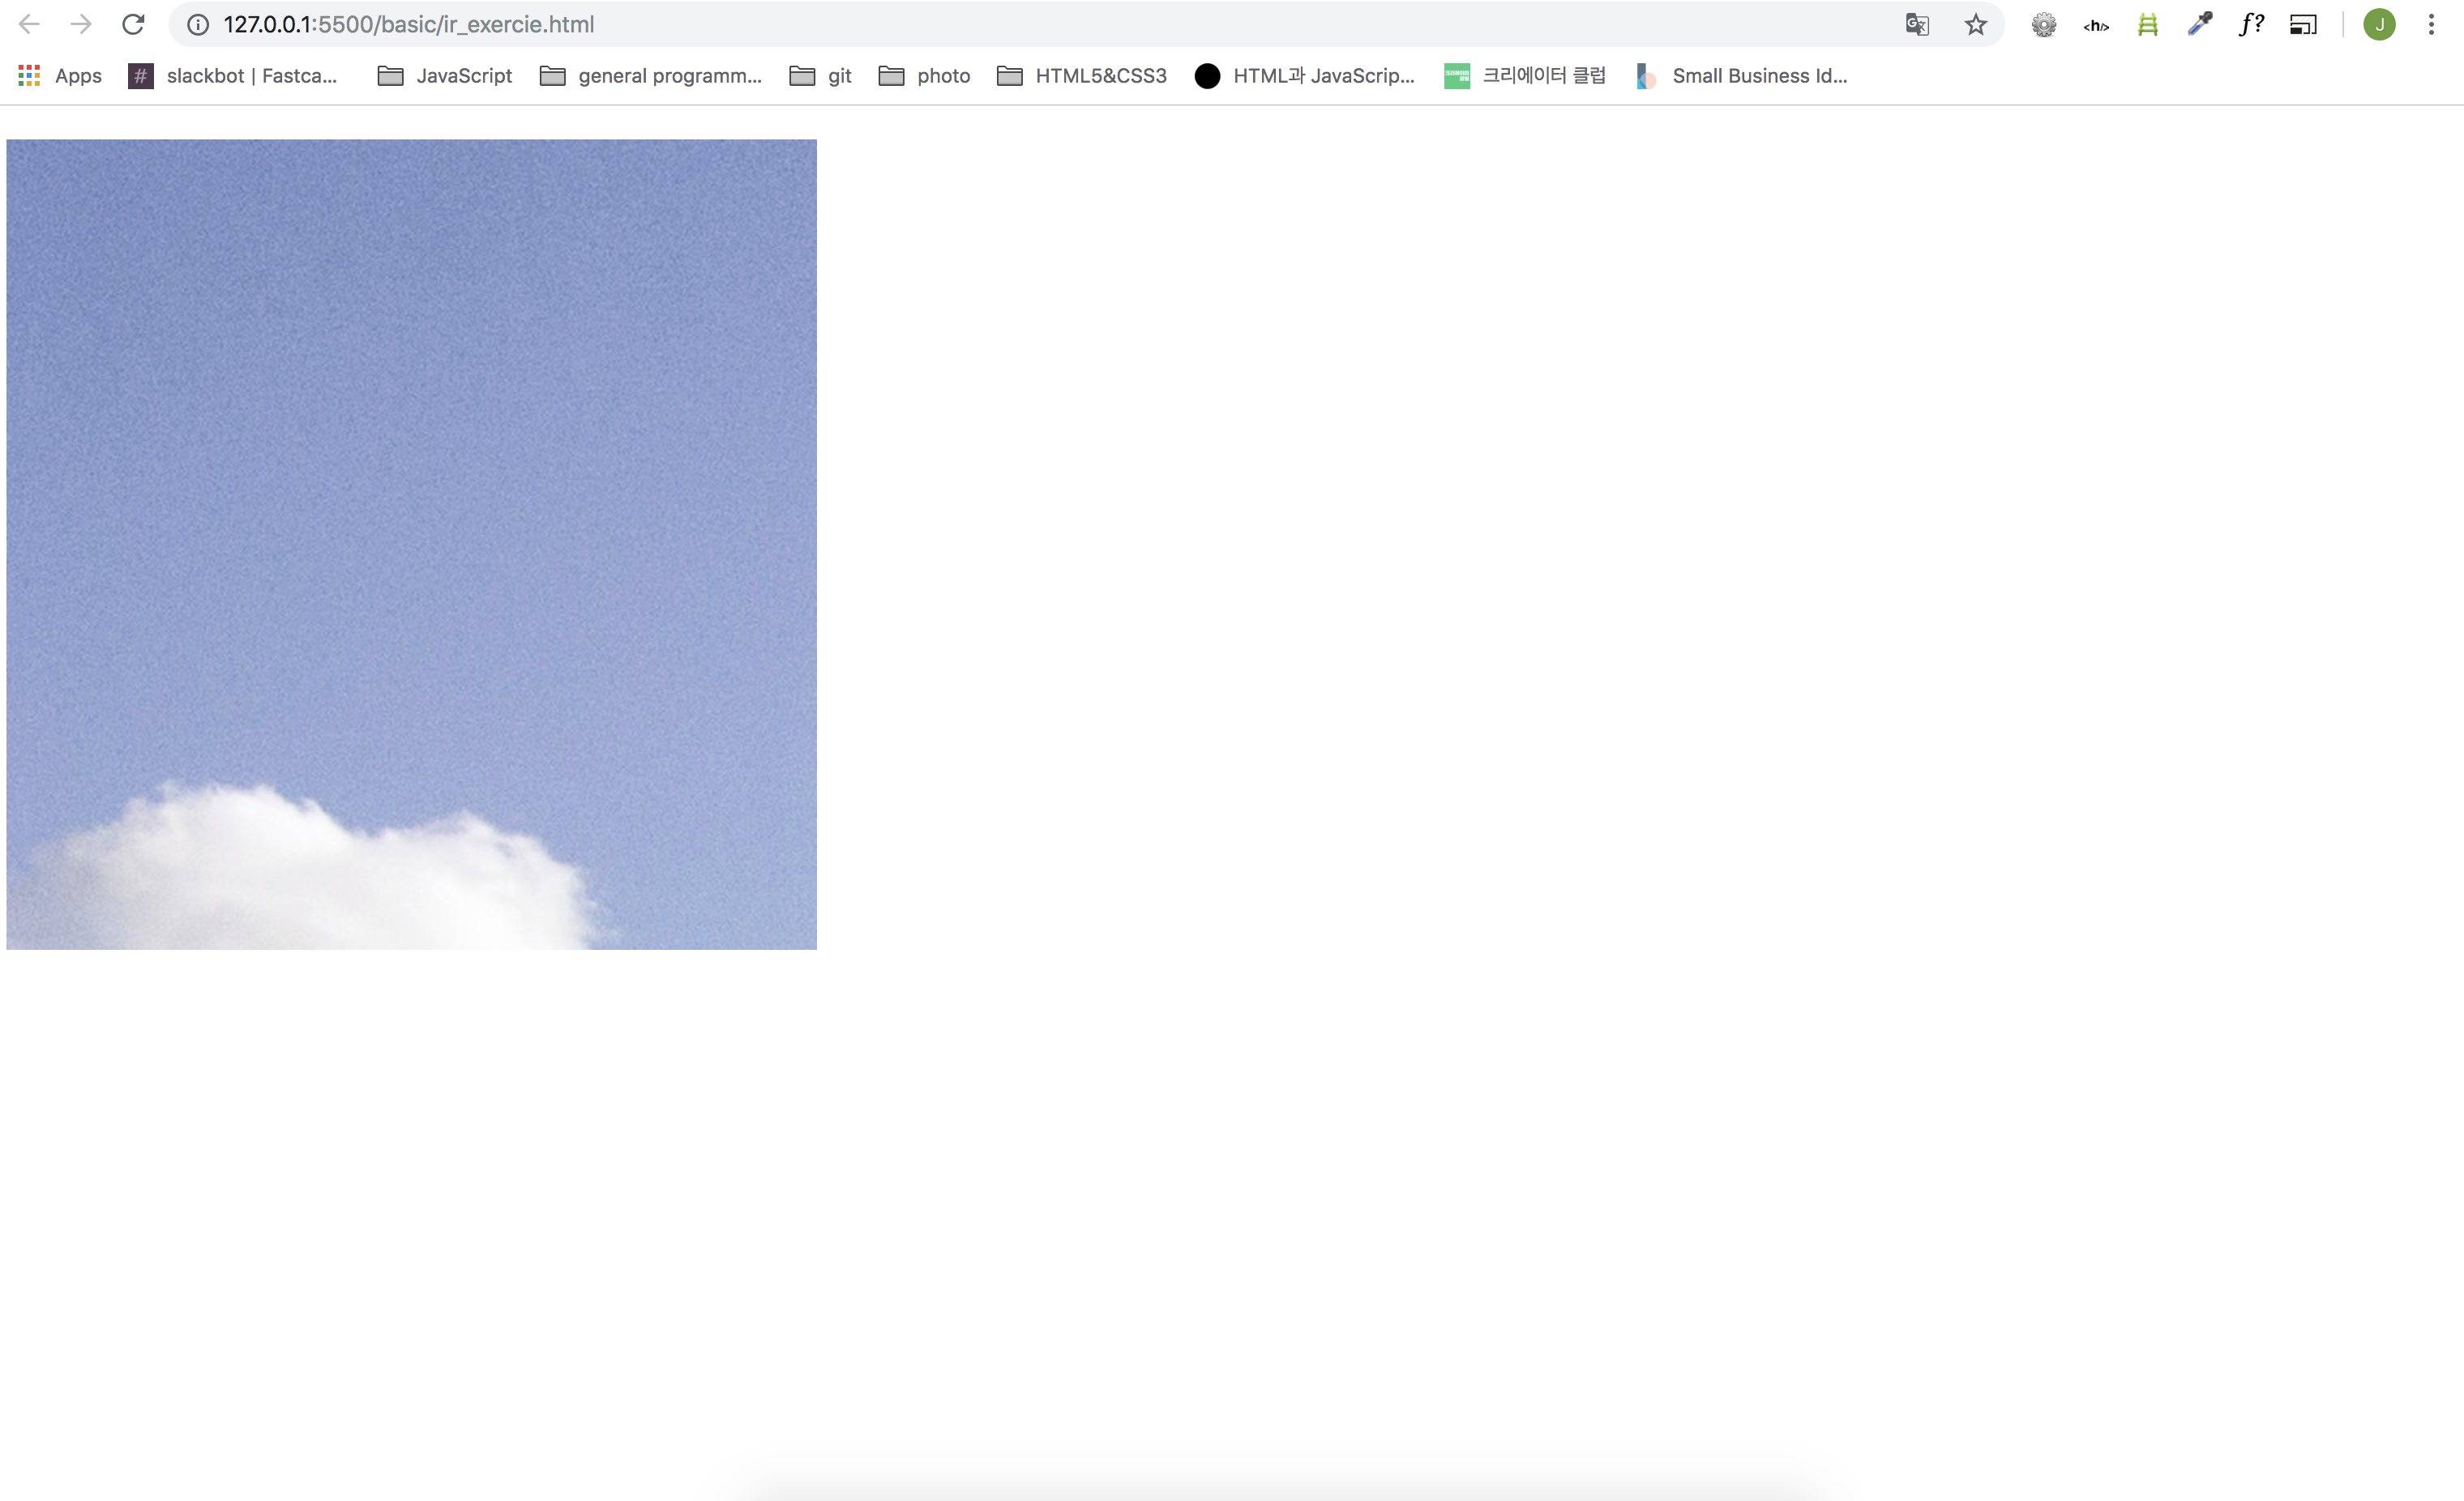 127.0.0.1:5500/basic/ir_exercie.html
f?
J
Apps # slackbot | Fastca... JavaScript general programm... git photo HTML5&CSS3 HTML과 JavaScrip... 크리에이터 클럽 Small Business Id...